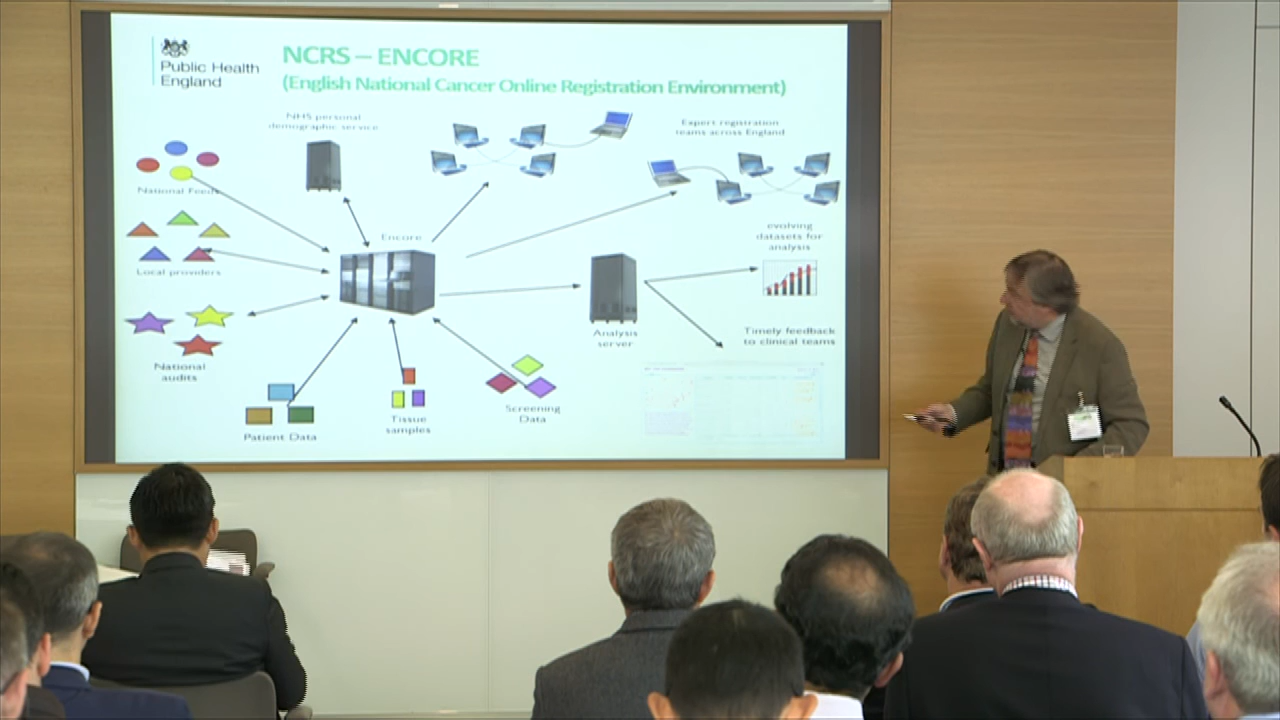 Public Health
England
NCRS – ENCORE
(English National Cancer Online Registration Environment)
NHS personal
demographic service
Expert registration
teams across England
National Feeds
Encore
evolving
datasets for
analysis
Local providers
Analysis
server
Timely feedback
to clinical teams
National
audits
Patient Data
Tissue
samples
Screening
Data